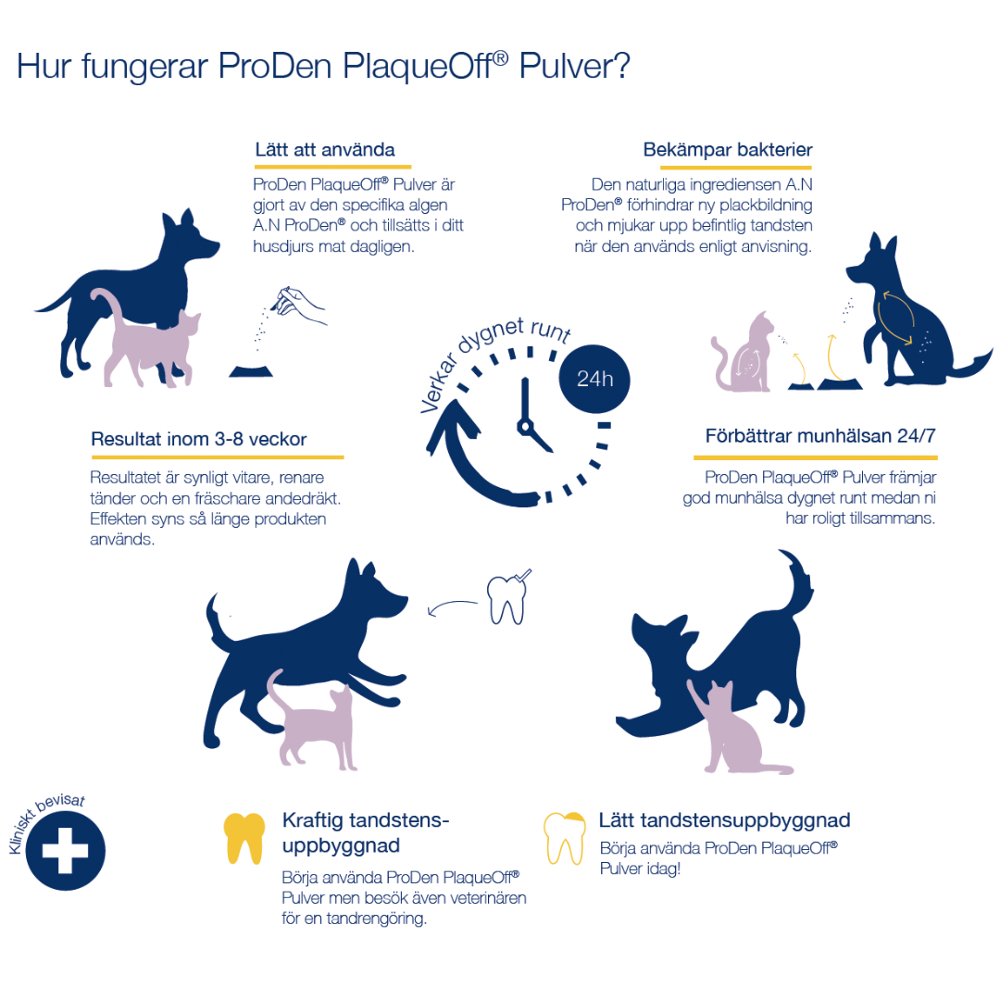 Hur fungerar ProDen PlaqueOff® Pulver?
Lätt att använda
ProDen PlaqueOff® Pulver är
gjort av den specifika algen
A.N ProDen® och tillsätts i ditt
husdjurs mat dagligen.
Bekämpar bakterier
Den naturliga ingrediensen A.N
ProDen® förhindrar ny plackbildning
och mjukar upp befintlig tandsten
när den används enligt anvisning.
Verkar dygnet runt
24h
Resultat inom 3-8 veckor
Resultatet är synligt vitare, renare
tänder och en fräschare andedräkt.
Effekten syns så länge produkten
används.
Förbättrar munhälsan 24/7
ProDen PlaqueOff® Pulver främjar
god munhälsa dygnet runt medan ni
har roligt tillsammans.
Kliniskt bevisat
Kraftig tandstens-
uppbyggnad
Börja använda ProDen PlaqueOff®
Pulver men besök även veterinären
för en tandrengöring.
Lätt tandstensuppbyggnad
Börja använda ProDen PlaqueOff®
Pulver idag!